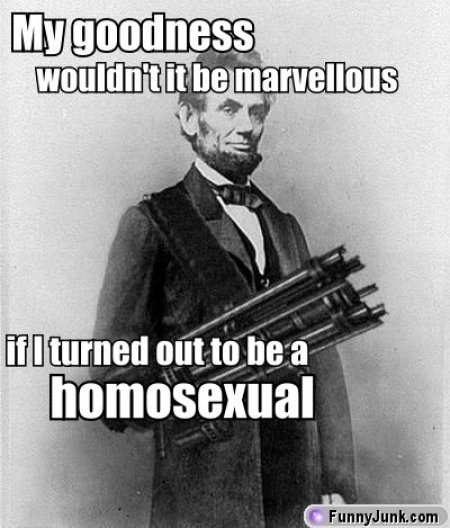 My goodness
wouldn't it be marvellous
if I turned out to be a
homosexual
FunnyJunk.com